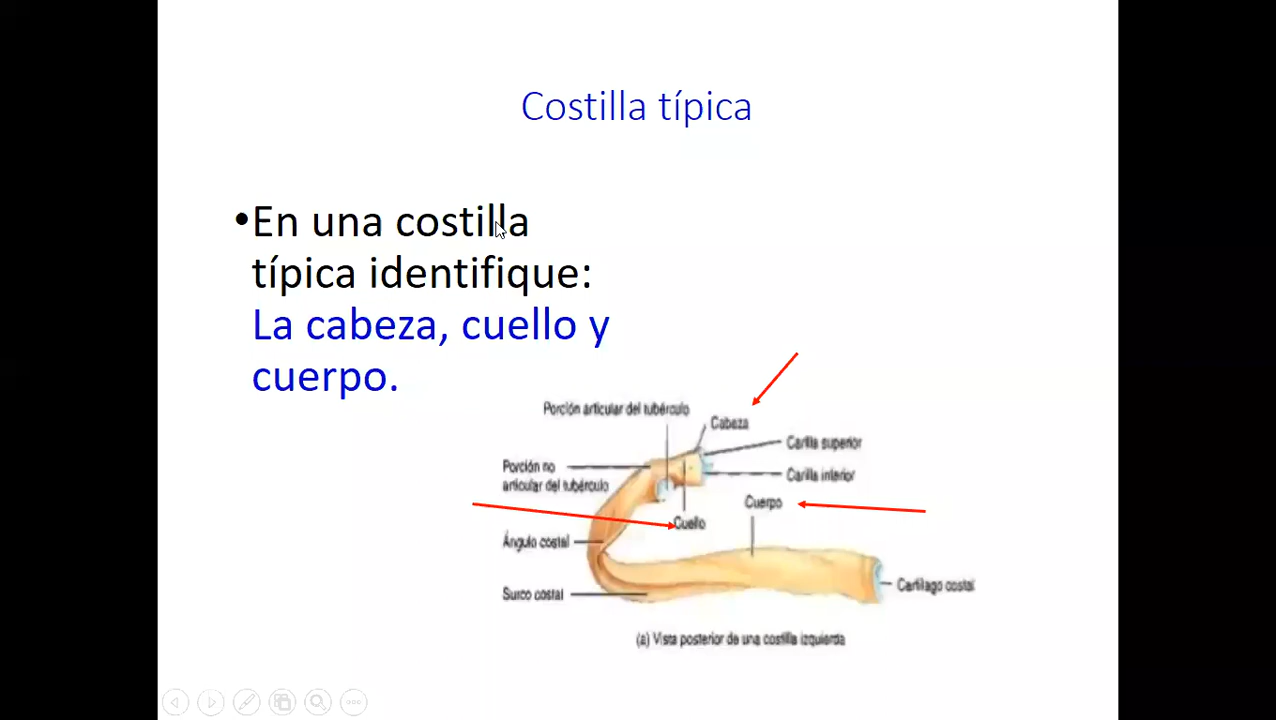 Costilla típica
•En una costilla
típica identifique:
La cabeza, cuello y
cuerpo.
Porción articular del tubérculo
Cabeza
Carilla superior
Porción no
articular del tubérculo
Carilla inferior
Cuerpo
Cuello
Ángulo costal
Surco costal
Cartílago costal
(a) Vista posterior de una costilla izquierda